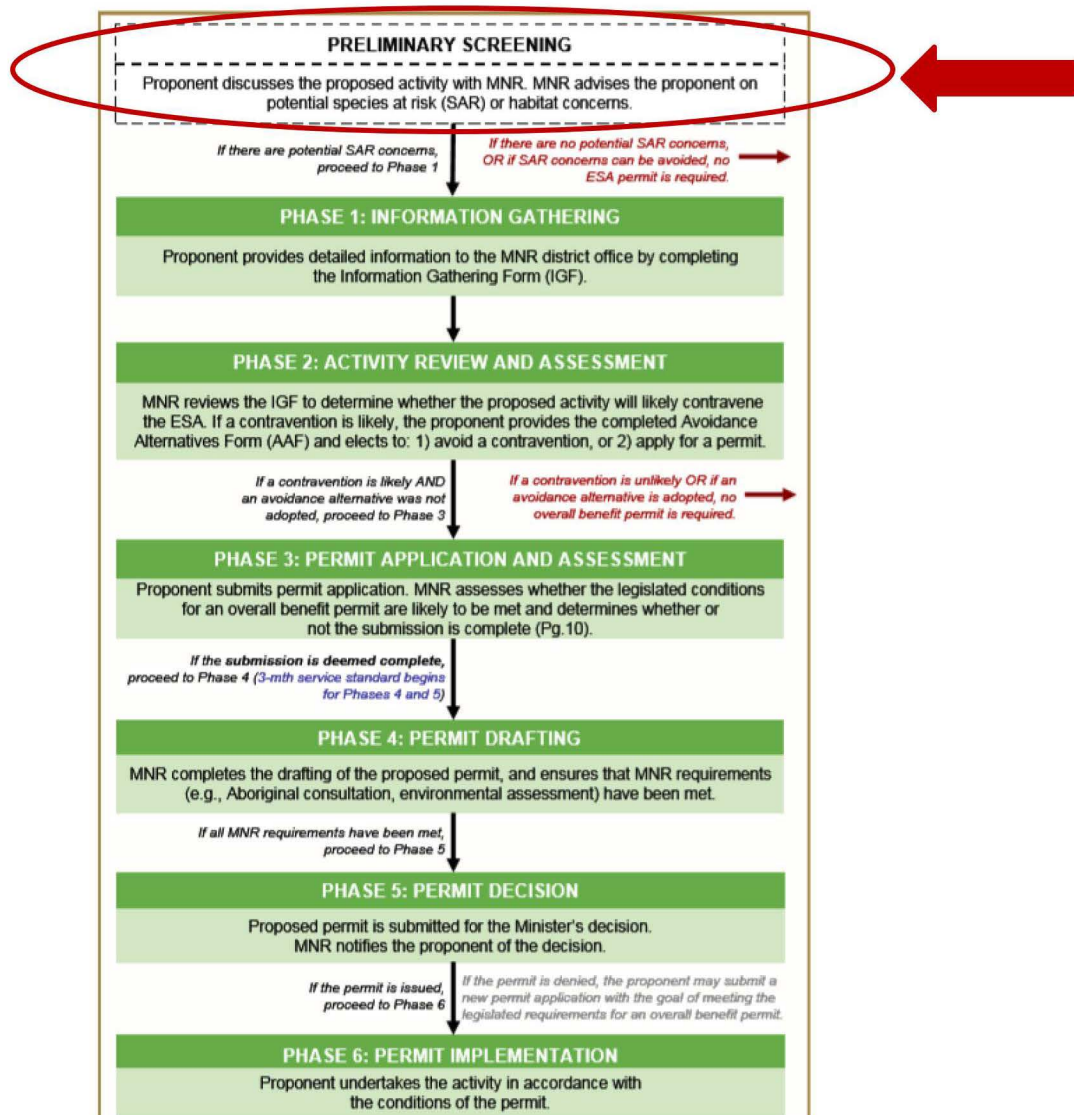 PRELIMINARY SCREENING
Proponent discusses the proposed activity with MNR. MNR advises the proponent on
potential species at risk (SAR) or habitat concerns.
If there are potential SAR concerns,
proceed to Phase 1
If there are no potential SAR concerns,
OR if SAR concerns can be avoided, no
ESA permit is required.
PHASE 1: INFORMATION GATHERING
Proponent provides detailed information to the MNR district office by completing
the Information Gathering Form (IGF).
PHASE 2: ACTIVITY REVIEW AND ASSESSMENT
MNR reviews the IGF to determine whether the proposed activity will likely contravene
the ESA. If a contravention is likely, the proponent provides the completed Avoidance
Alternatives Form (AAF) and elects to: 1) avoid a contravention, or 2) apply for a permit.
If a contravention is likely AND
an avoidance alternative was not
adopted, proceed to Phase 3
If a contravention is unlikely OR if an
avoidance alternative is adopted, no
overall benefit permit is required.
PHASE 3: PERMIT APPLICATION AND ASSESSMENT
Proponent submits permit application. MNR assesses whether the legislated conditions
for an overall benefit permit are likely to be met and determines whether or
not the submission is complete (Pg.10).
If the submission is deemed complete,
proceed to Phase 4 (3-mth service standard begins
for Phases 4 and 5)
PHASE 4: PERMIT DRAFTING
MNR completes the drafting of the proposed permit, and ensures that MNR requirements
(e.g., Aboriginal consultation, environmental assessment) have been met.
If all MNR requirements have been met,
proceed to Phase 5
PHASE 5: PERMIT DECISION
Proposed permit is submitted for the Minister's decision.
MNR notifies the proponent of the decision.
If the permit is issued,
proceed to Phase 6
If the permit is denied, the proponent may submit a
new permit application with the goal of meeting the
legislated requirements for an overall benefit permit.
PHASE 6: PERMIT IMPLEMENTATION
Proponent undertakes the activity in accordance with
the conditions of the permit.